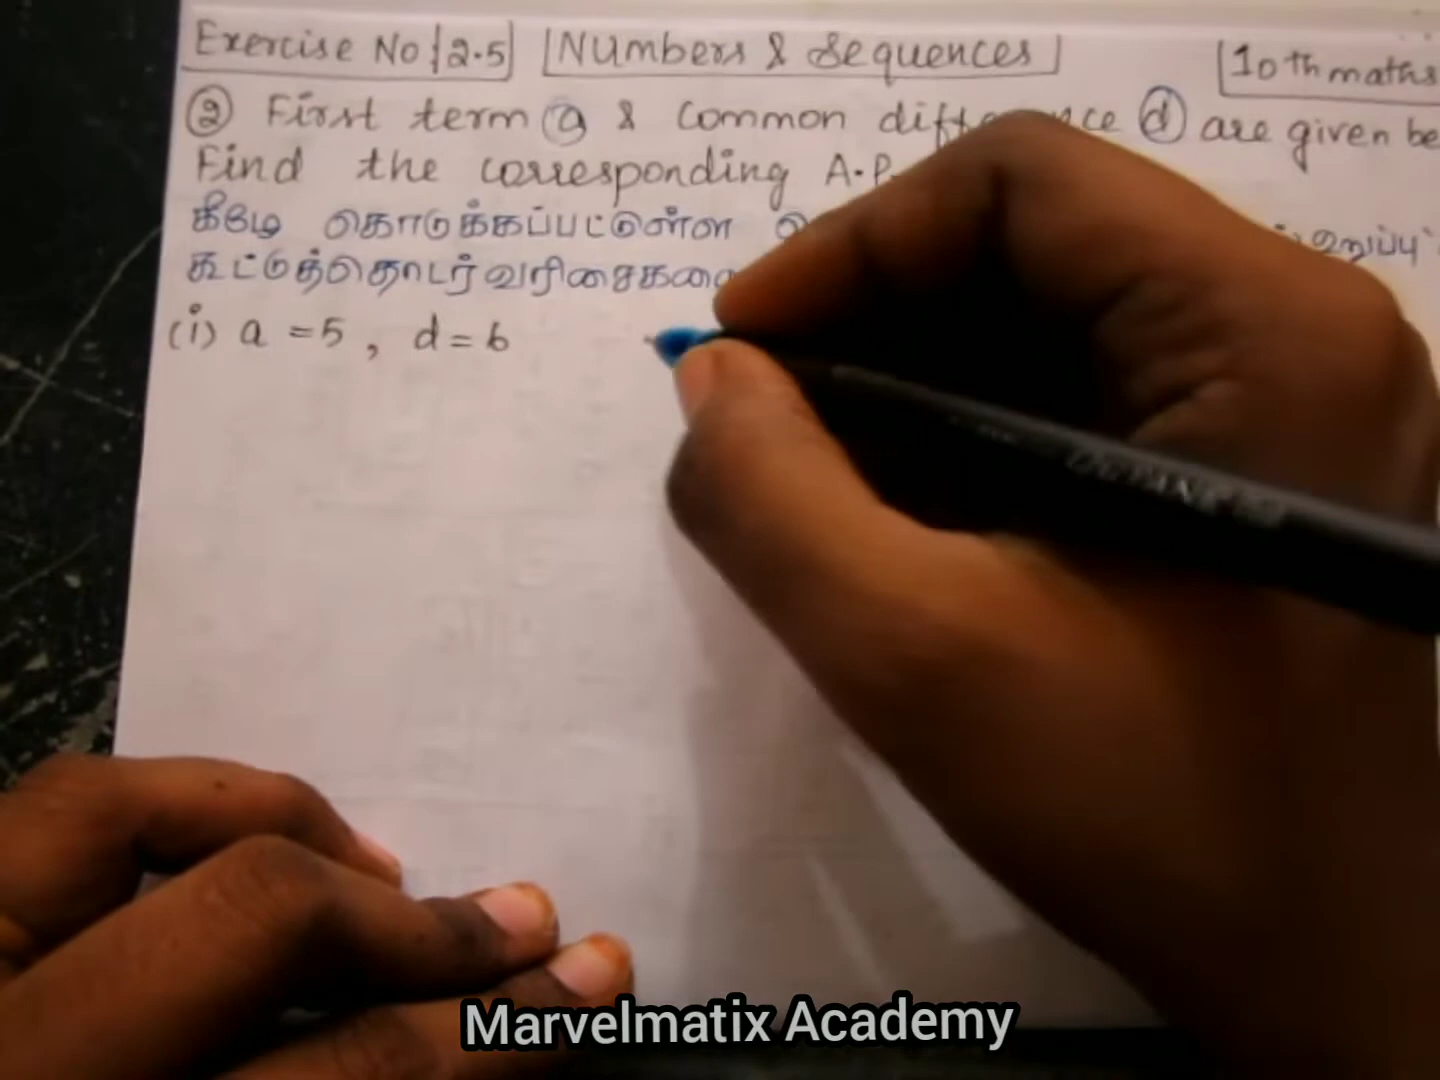 Exercise No 2.5 Numbers & Sequences 10th maths
② First term ⓐ & Common ⓓ are given
Find the corresponding A.P.
கீழே கொடுக்கப்பட்டுள்ள உறுப்பு
கூட்டுத்தொடர்வரிசைகளை
(i) a = 5 , d = 6
Marvelmatix Academy